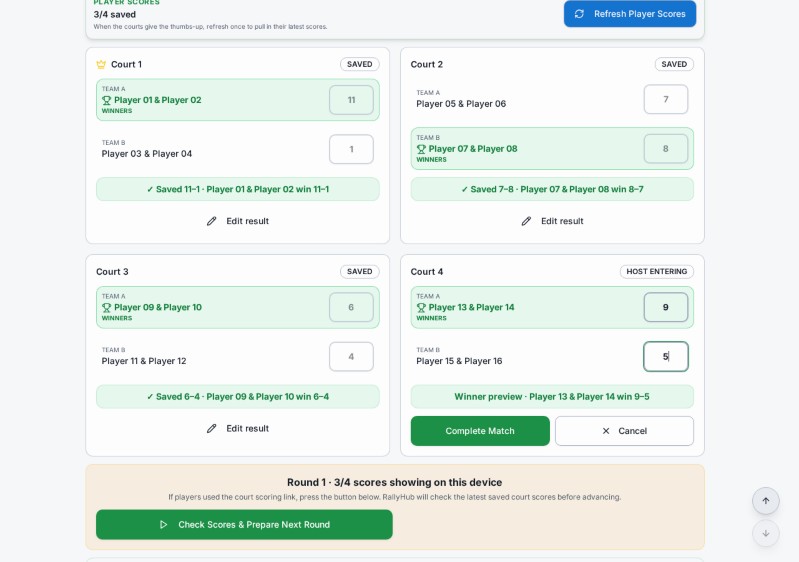 PLAYER SCORES
3/4 saved
When the courts give the thumbs-up, refresh once to pull in their latest scores.
Refresh Player Scores
Court 1
SAVED
TEAM A
Player 01 & Player 02
WINNERS
11
TEAM B
Player 03 & Player 04
1
✓ Saved 11–1 · Player 01 & Player 02 win 11–1
Edit result
Court 2
SAVED
TEAM A
Player 05 & Player 06
7
TEAM B
Player 07 & Player 08
WINNERS
8
✓ Saved 7–8 · Player 07 & Player 08 win 8–7
Edit result
Court 3
SAVED
TEAM A
Player 09 & Player 10
WINNERS
6
TEAM B
Player 11 & Player 12
4
✓ Saved 6–4 · Player 09 & Player 10 win 6–4
Edit result
Court 4
HOST ENTERING
TEAM A
Player 13 & Player 14
WINNERS
9
TEAM B
Player 15 & Player 16
5
Winner preview · Player 13 & Player 14 win 9–5
Complete Match
Cancel
Round 1 · 3/4 scores showing on this device
If players used the court scoring link, press the button below. RallyHub will check the latest saved court scores before advancing.
Check Scores & Prepare Next Round